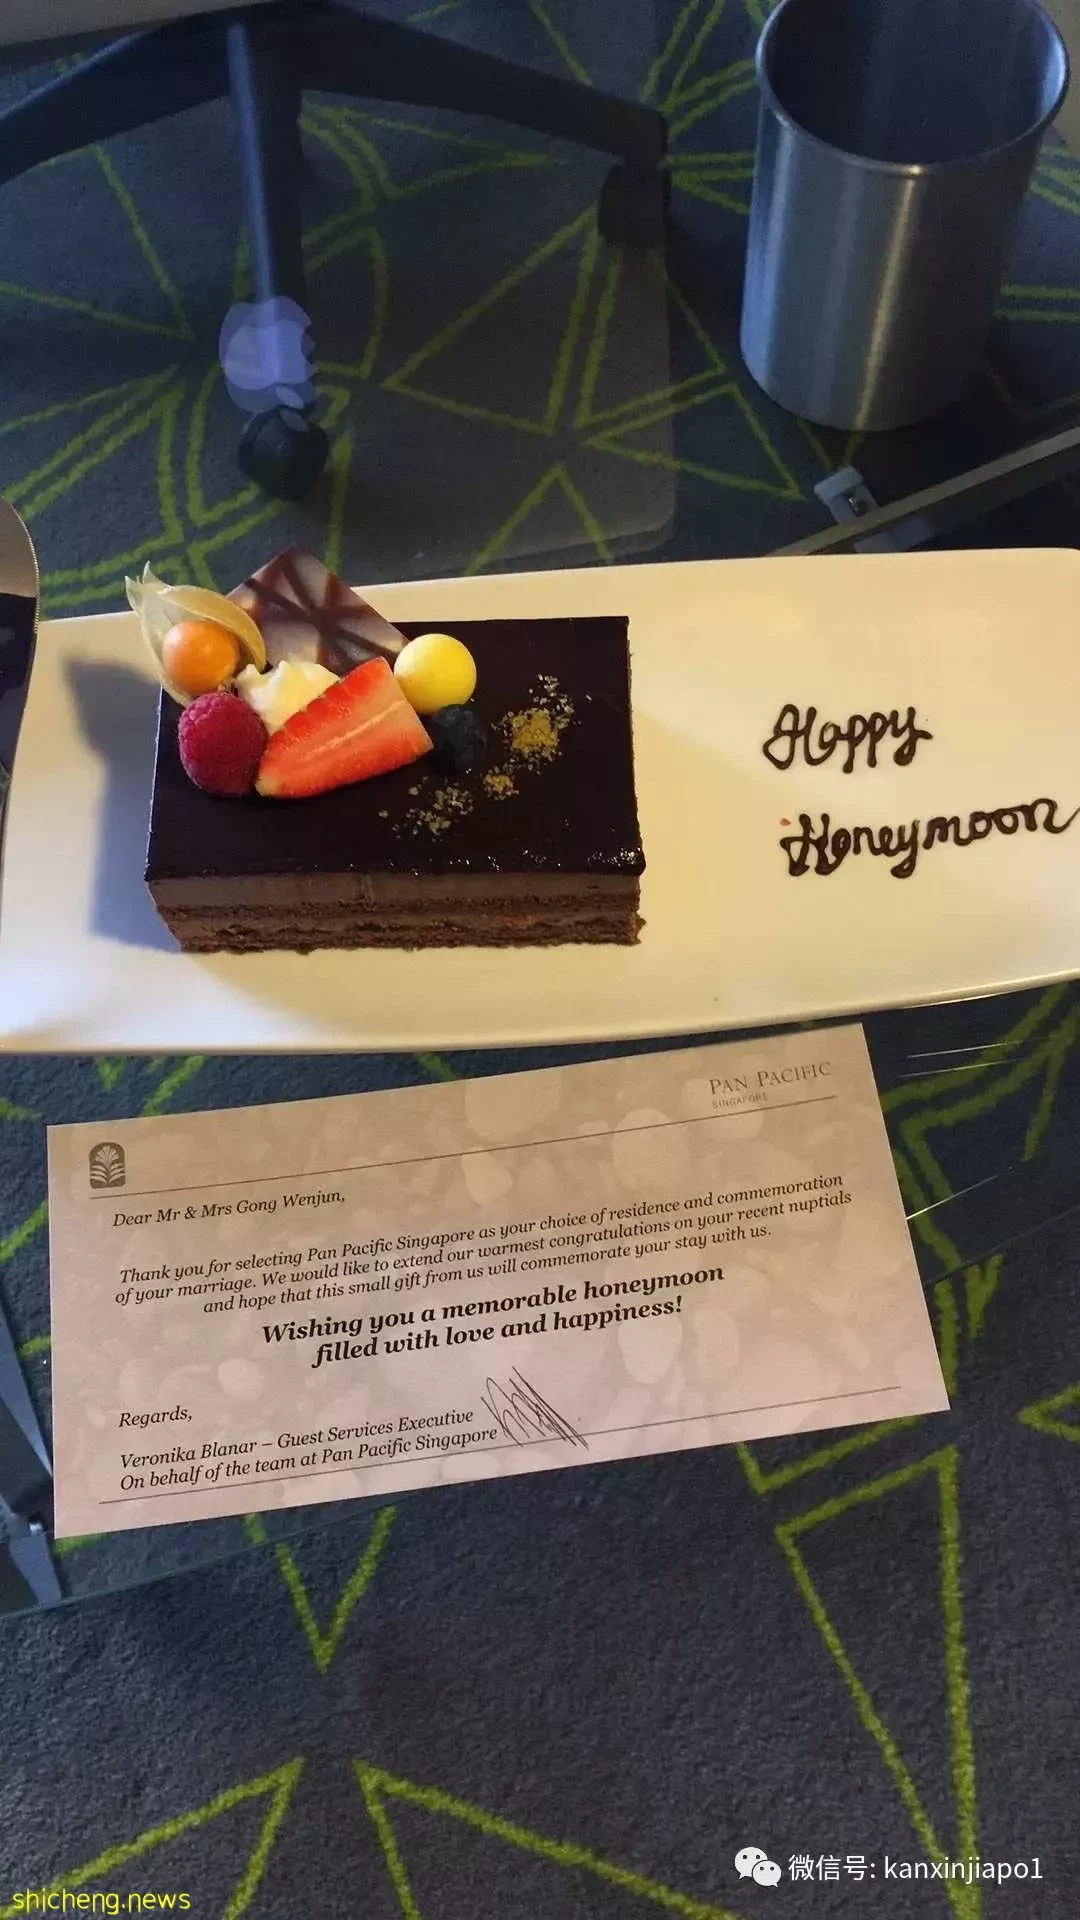 Happy
Honeymoon
PAN PACIFIC
SINGAPORE
Dear Mr & Mrs Gong Wenjun,
Thank you for selecting Pan Pacific Singapore as your choice of residence and commemoration
of your marriage. We would like to extend our warmest congratulations on your recent nuptials
and hope that this small gift from us will commemorate your stay with us.
Wishing you a memorable honeymoon
filled with love and happiness!
Regards,
Veronika Blanar – Guest Services Executive
On behalf of the team at Pan Pacific Singapore
微信号: kanxinjiapo1
shicheng.news